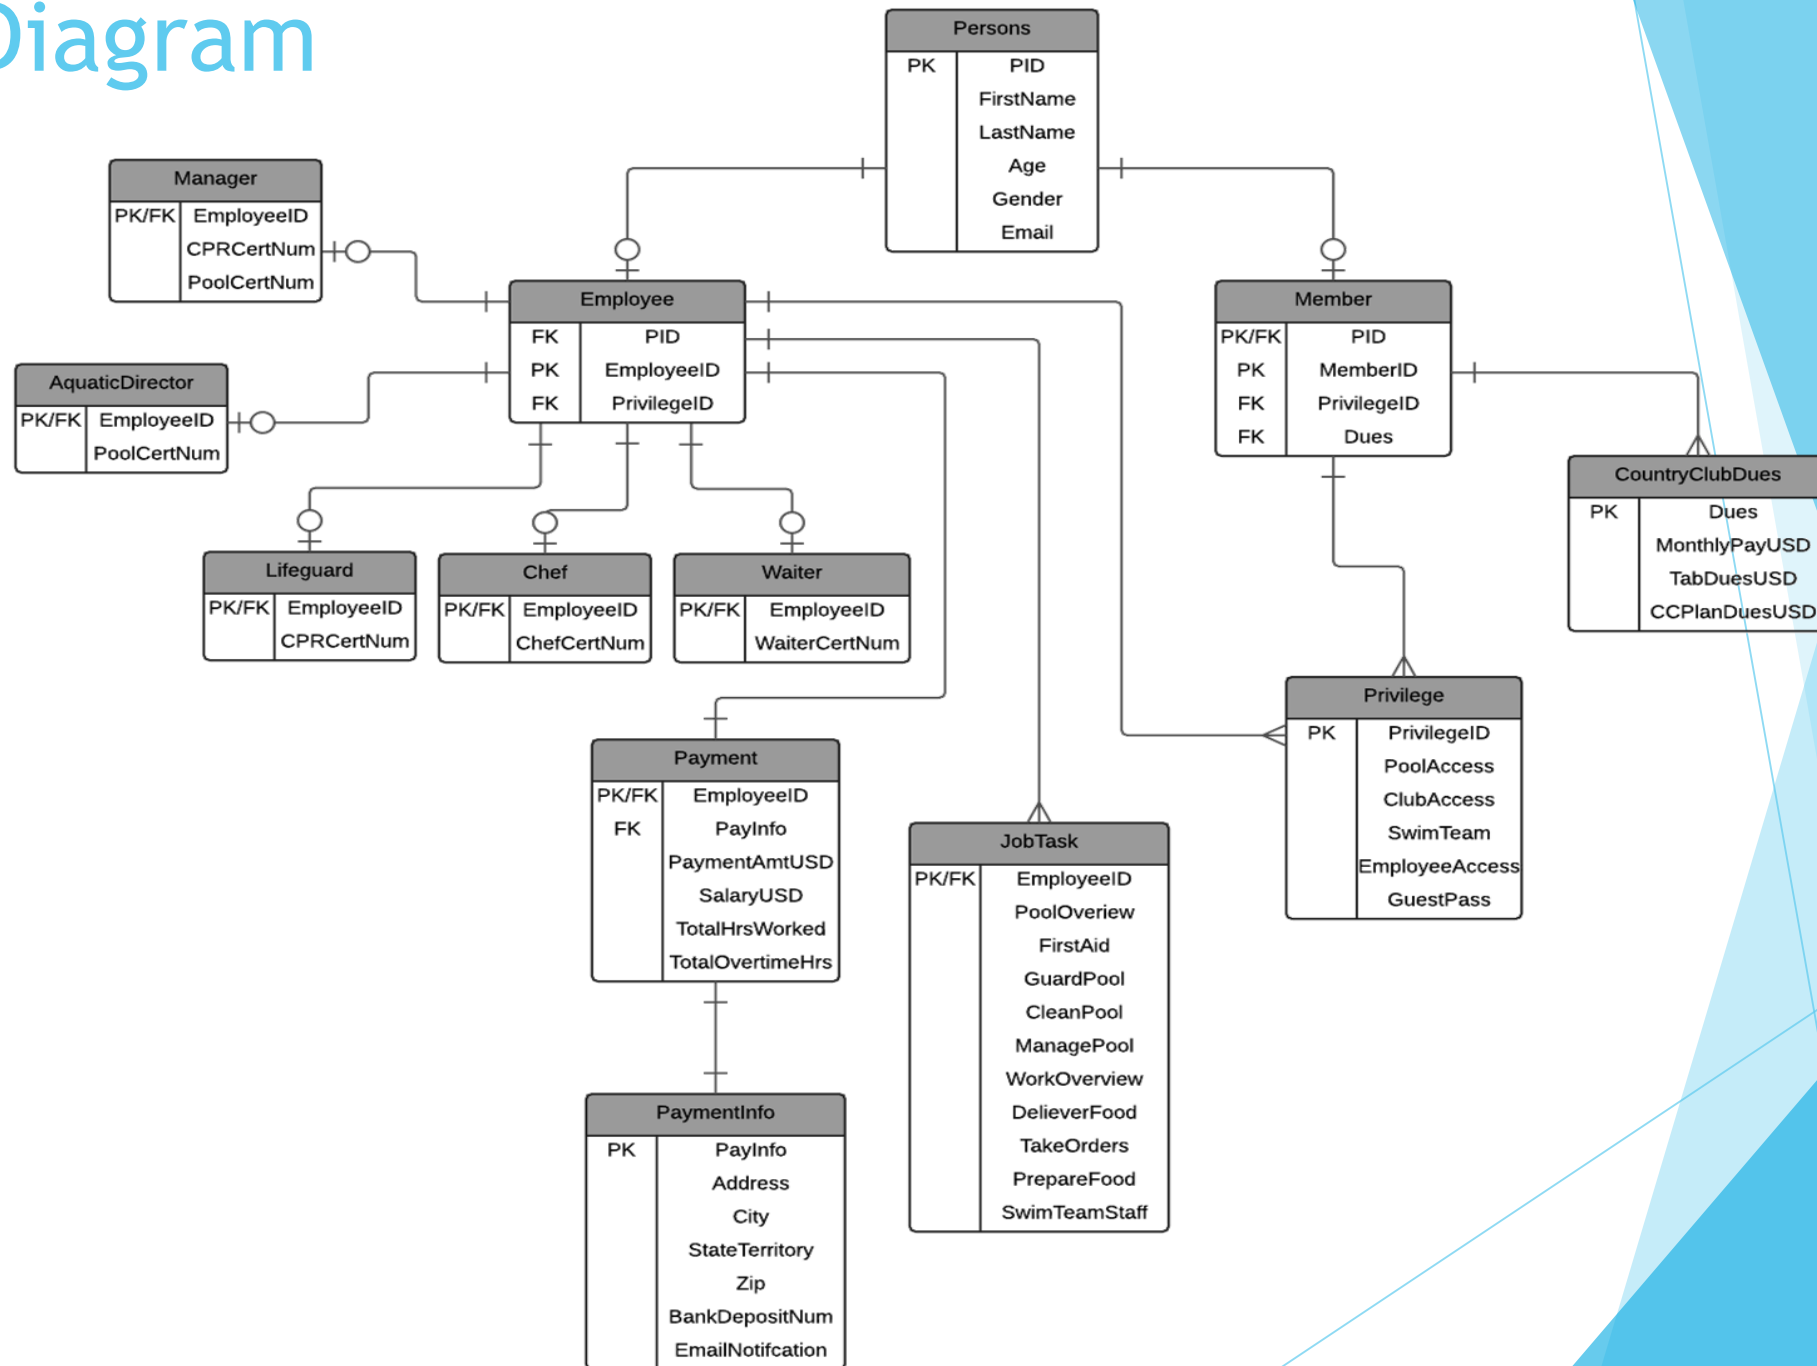 Diagram
Persons
PK PID
FirstName
LastName
Age
Gender
Email
Manager
PK/FK EmployeeID
CPRCertNum
PoolCertNum
Employee
FK PID
PK EmployeeID
FK PrivilegeID
Member
PK/FK PID
PK MemberID
FK PrivilegeID
FK Dues
AquaticDirector
PK/FK EmployeeID
PoolCertNum
CountryClubDues
PK Dues
MonthlyPayUSD
TabDuesUSD
CCPlanDuesUSD
Lifeguard
PK/FK EmployeeID
CPRCertNum
Chef
PK/FK EmployeeID
ChefCertNum
Waiter
PK/FK EmployeeID
WaiterCertNum
Privilege
PK PrivilegeID
PoolAccess
ClubAccess
SwimTeam
EmployeeAccess
GuestPass
Payment
PK/FK EmployeeID
FK PayInfo
PaymentAmtUSD
SalaryUSD
TotalHrsWorked
TotalOvertimeHrs
JobTask
PK/FK EmployeeID
PoolOveriew
FirstAid
GuardPool
CleanPool
ManagePool
WorkOverview
DelieverFood
TakeOrders
PrepareFood
SwimTeamStaff
PaymentInfo
PK PayInfo
Address
City
StateTerritory
Zip
BankDepositNum
EmailNotifcation